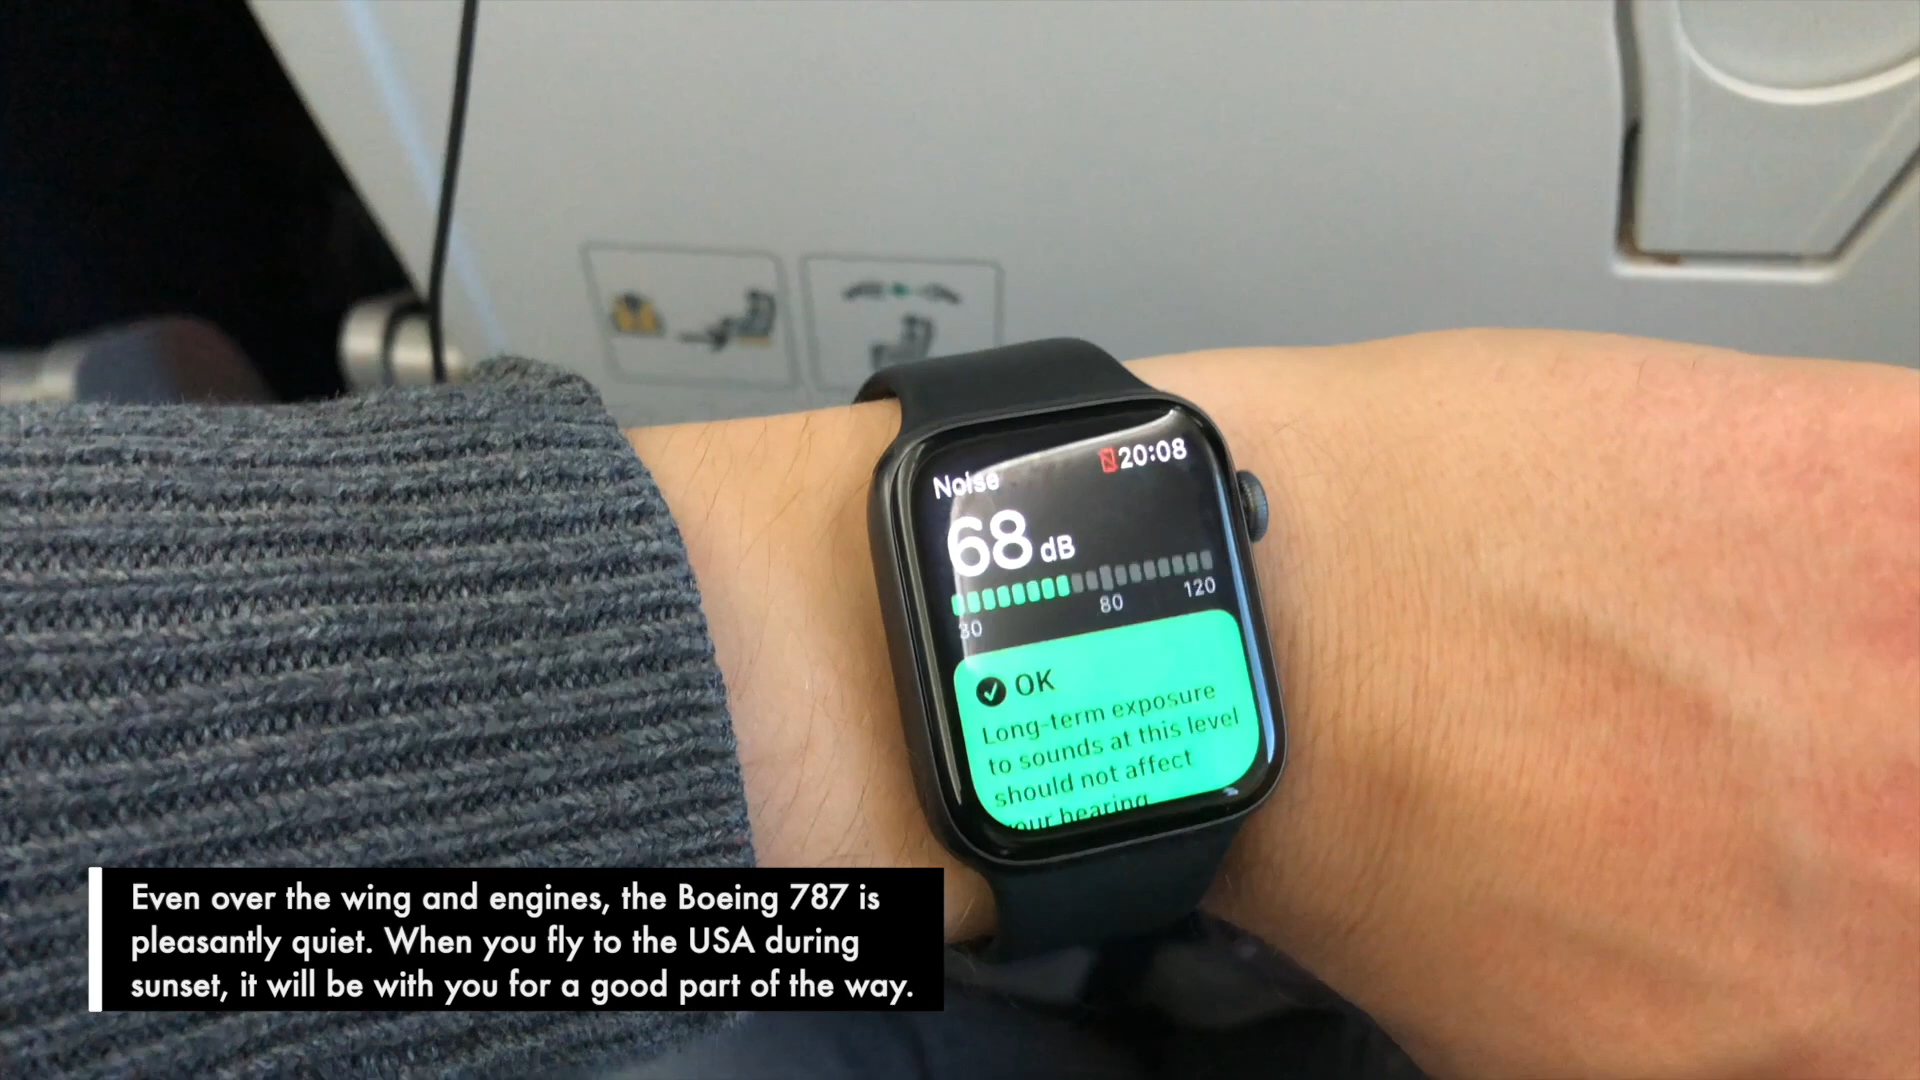 20:08
Noise
68 dB
80 120
30
OK
Long-term exposure
to sounds at this level
should not affect
your hearing
Even over the wing and engines, the Boeing 787 is
pleasantly quiet. When you fly to the USA during
sunset, it will be with you for a good part of the way.